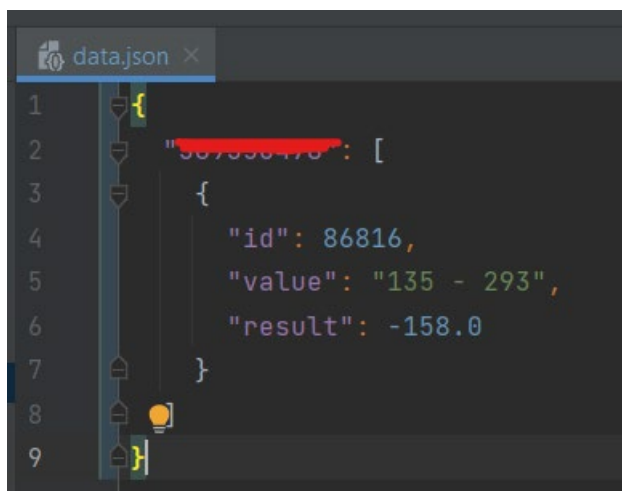 data.json
1 {
2 ": [
3 {
4 "id": 86816,
5 "value": "135 - 293",
6 "result": -158.0
7 }
8 ]
9 }